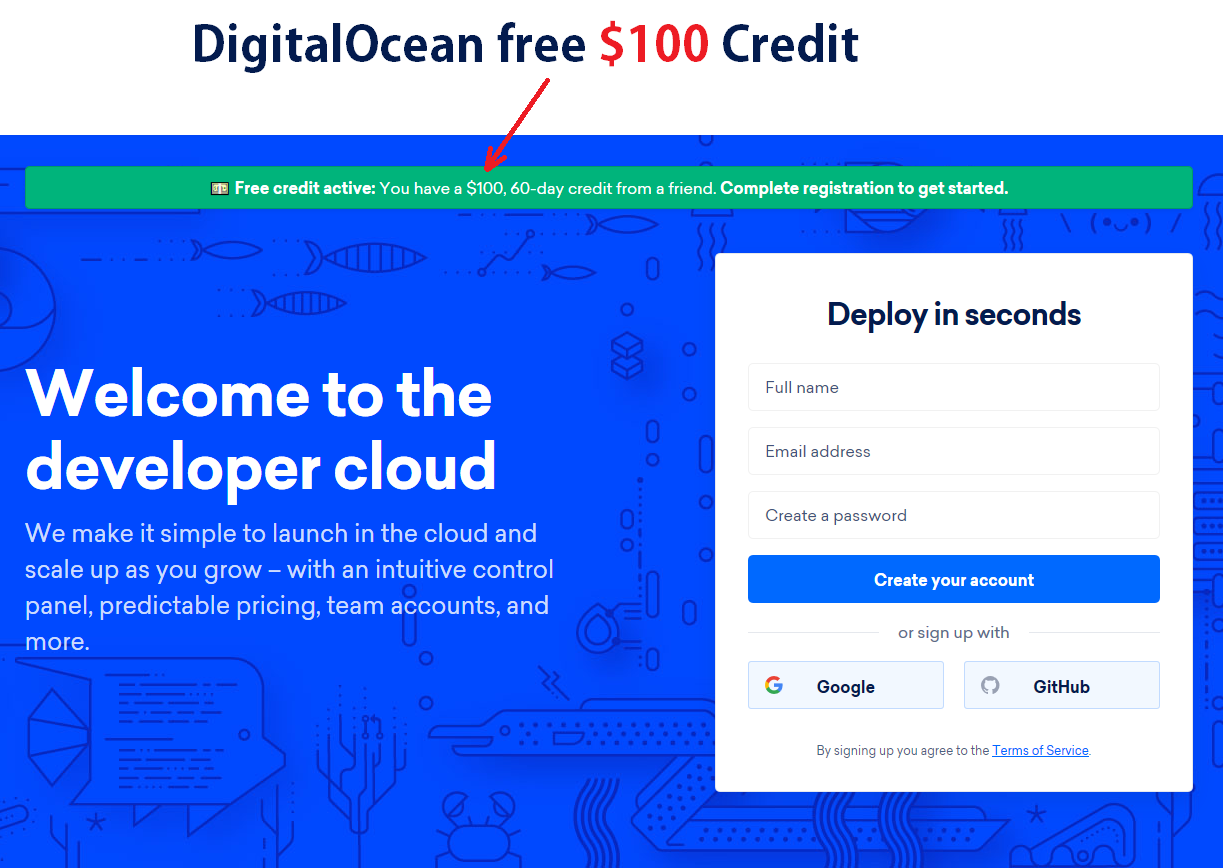 DigitalOcean free $100 Credit
Free credit active: You have a $100, 60-day credit from a friend. Complete registration to get started.
Welcome to the
developer cloud
We make it simple to launch in the cloud and
scale up as you grow – with an intuitive control
panel, predictable pricing, team accounts, and
more.
Deploy in seconds
Full name
Email address
Create a password
Create your account
or sign up with
Google
GitHub
By signing up you agree to the Terms of Service.